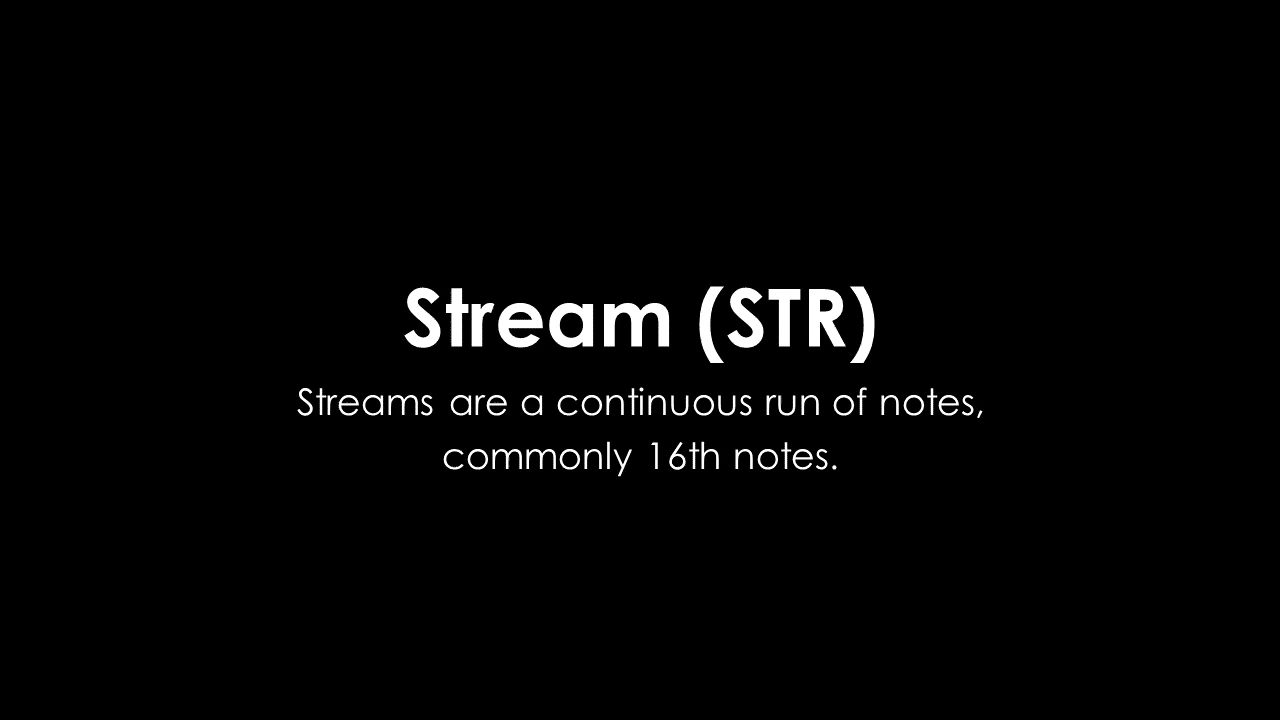 Stream (STR)
Streams are a continuous run of notes,
commonly 16th notes.